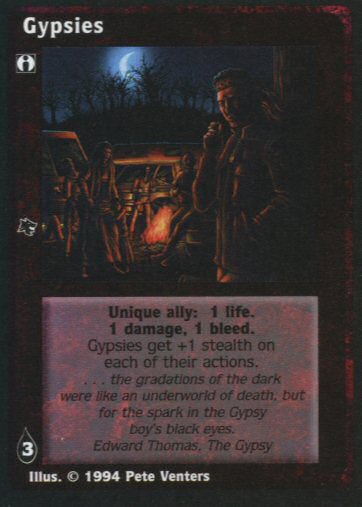 Gypsies
Unique ally: 1 life.
1 damage, 1 bleed.
Gypsies get +1 stealth on
each of their actions.
. . . the gradations of the dark
were like an underworld of death, but
for the spark in the Gypsy
boy's black eyes.
Edward Thomas, The Gypsy
3
Illus. © 1994 Pete Venters